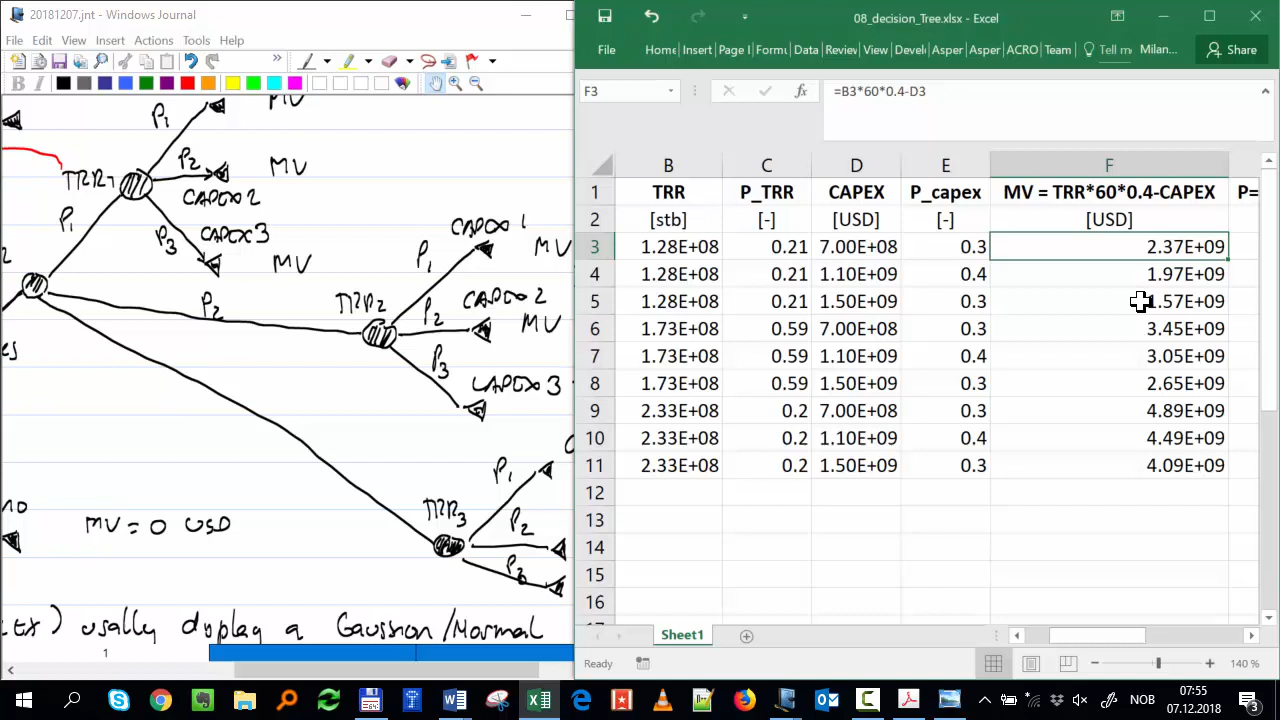 20181207.jnt - Windows Journal
File Edit View Insert Actions Tools Help
B I
MV
P1
TRR1
P2
MV
CAPEX 2
P1
P3
CAPEX 3
MV
P2
TRR2
CAPEX 1
P1
MV
CAPEX 2
P2
MV
P3
CAPEX 3
es
P1
TRR3
P2
P3
NO
MV = 0 USD
EX) usally display a Gaussian/Normal
1
08_decision_Tree.xlsx - Excel
File Home Insert Page l Formu Data Review View Devel Asper Asper ACRO Team Tell me Milan... Share
F3 fx =B3*60*0.4-D3
B C D E F
1 TRR P_TRR CAPEX P_capex MV = TRR*60*0.4-CAPEX P=
2 [stb] [-] [USD] [-] [USD]
3 1.28E+08 0.21 7.00E+08 0.3 2.37E+09
4 1.28E+08 0.21 1.10E+09 0.4 1.97E+09
5 1.28E+08 0.21 1.50E+09 0.3 1.57E+09
6 1.73E+08 0.59 7.00E+08 0.3 3.45E+09
7 1.73E+08 0.59 1.10E+09 0.4 3.05E+09
8 1.73E+08 0.59 1.50E+09 0.3 2.65E+09
9 2.33E+08 0.2 7.00E+08 0.3 4.89E+09
10 2.33E+08 0.2 1.10E+09 0.4 4.49E+09
11 2.33E+08 0.2 1.50E+09 0.3 4.09E+09
12
13
14
15
16
Sheet1
Ready 140 %
NOB
07:55
07.12.2018
3